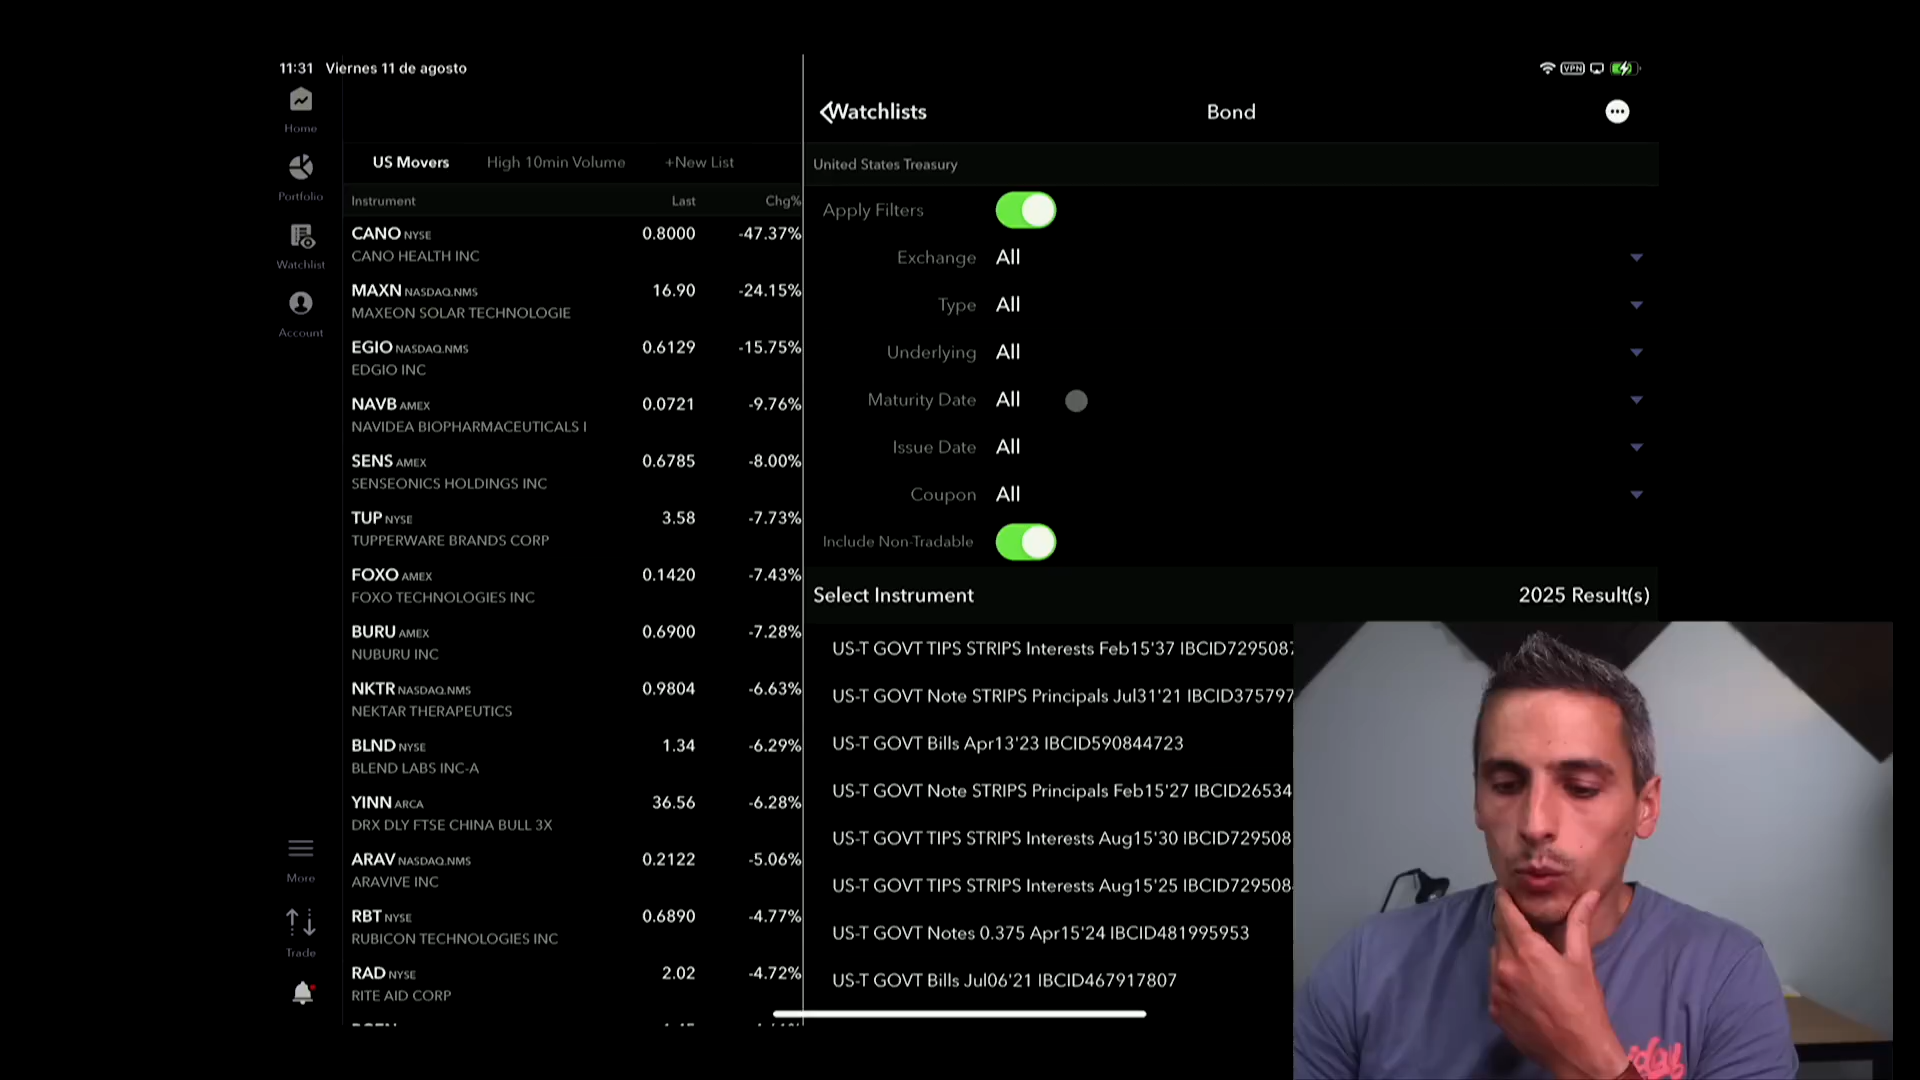 11:31 Viernes 11 de agosto
VPN
Home
Portfolio
Watchlist
Account
More
Trade
US Movers High 10min Volume +New List
Instrument Last Chg%
CANO NYSE 0.8000 -47.37%
CANO HEALTH INC
MAXN NASDAQ.NMS 16.90 -24.15%
MAXEON SOLAR TECHNOLOGIE
EGIO NASDAQ.NMS 0.6129 -15.75%
EDGIO INC
NAVB AMEX 0.0721 -9.76%
NAVIDEA BIOPHARMACEUTICALS I
SENS AMEX 0.6785 -8.00%
SENSEONICS HOLDINGS INC
TUP NYSE 3.58 -7.73%
TUPPERWARE BRANDS CORP
FOXO AMEX 0.1420 -7.43%
FOXO TECHNOLOGIES INC
BURU AMEX 0.6900 -7.28%
NUBURU INC
NKTR NASDAQ.NMS 0.9804 -6.63%
NEKTAR THERAPEUTICS
BLND NYSE 1.34 -6.29%
BLEND LABS INC-A
YINN ARCA 36.56 -6.28%
DRX DLY FTSE CHINA BULL 3X
ARAV NASDAQ.NMS 0.2122 -5.06%
ARAVIVE INC
RBT NYSE 0.6890 -4.77%
RUBICON TECHNOLOGIES INC
RAD NYSE 2.02 -4.72%
RITE AID CORP
Watchlists Bond
United States Treasury
Apply Filters
Exchange All
Type All
Underlying All
Maturity Date All
Issue Date All
Coupon All
Include Non-Tradable
Select Instrument 2025 Result(s)
US-T GOVT TIPS STRIPS Interests Feb15'37 IBCID7295087
US-T GOVT Note STRIPS Principals Jul31'21 IBCID375797
US-T GOVT Bills Apr13'23 IBCID590844723
US-T GOVT Note STRIPS Principals Feb15'27 IBCID26534
US-T GOVT TIPS STRIPS Interests Aug15'30 IBCID729508
US-T GOVT TIPS STRIPS Interests Aug15'25 IBCID729508
US-T GOVT Notes 0.375 Apr15'24 IBCID481995953
US-T GOVT Bills Jul06'21 IBCID467917807